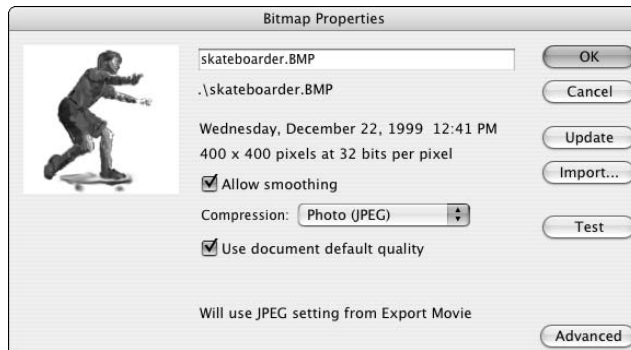 Bitmap Properties
skateboarder.BMP
OK
.\skateboarder.BMP
Cancel
Wednesday, December 22, 1999 12:41 PM
Update
400 x 400 pixels at 32 bits per pixel
Import...
Allow smoothing
Compression: Photo (JPEG)
Test
Use document default quality
Will use JPEG setting from Export Movie
Advanced